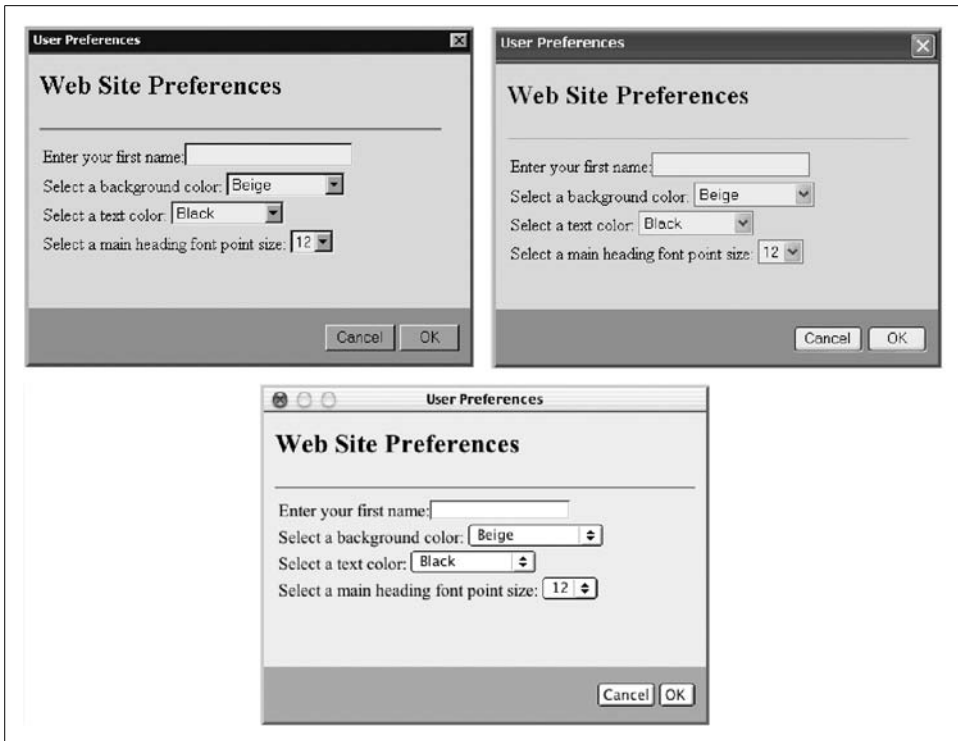 User Preferences
Web Site Preferences
Enter your first name:
Select a background color: Beige
Select a text color: Black
Select a main heading font point size: 12
Cancel OK
User Preferences
Web Site Preferences
Enter your first name:
Select a background color: Beige
Select a text color: Black
Select a main heading font point size: 12
Cancel OK
User Preferences
Web Site Preferences
Enter your first name:
Select a background color: Beige
Select a text color: Black
Select a main heading font point size: 12
Cancel OK